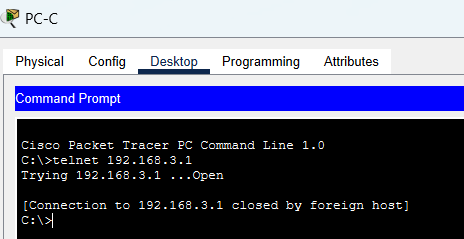 PC-C
Physical Config Desktop Programming Attributes
Command Prompt
Cisco Packet Tracer PC Command Line 1.0
C:\>telnet 192.168.3.1
Trying 192.168.3.1 ...Open
[Connection to 192.168.3.1 closed by foreign host]
C:\>